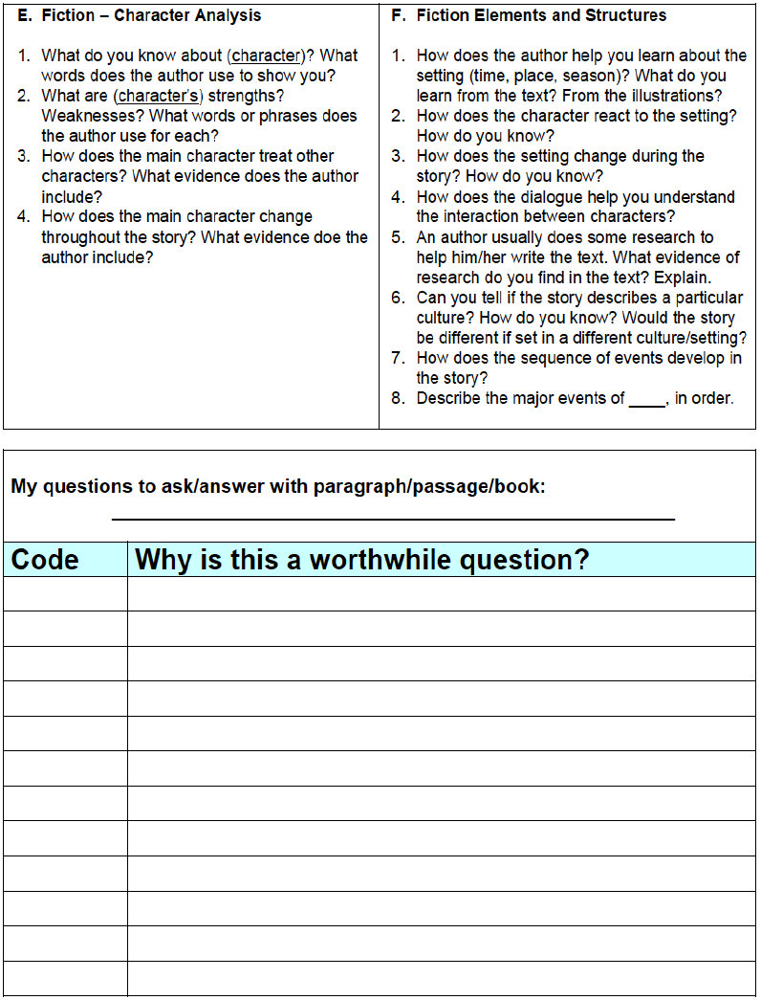 E. Fiction – Character Analysis
1. What do you know about (character)? What
words does the author use to show you?
2. What are (character's) strengths?
Weaknesses? What words or phrases does
the author use for each?
3. How does the main character treat other
characters? What evidence does the author
include?
4. How does the main character change
throughout the story? What evidence doe the
author include?
F. Fiction Elements and Structures
1. How does the author help you learn about the
setting (time, place, season)? What do you
learn from the text? From the illustrations?
2. How does the character react to the setting?
How do you know?
3. How does the setting change during the
story? How do you know?
4. How does the dialogue help you understand
the interaction between characters?
5. An author usually does some research to
help him/her write the text. What evidence of
research do you find in the text? Explain.
6. Can you tell if the story describes a particular
culture? How do you know? Would the story
be different if set in a different culture/setting?
7. How does the sequence of events develop in
the story?
8. Describe the major events of ____, in order.
My questions to ask/answer with paragraph/passage/book:
Code
Why is this a worthwhile question?